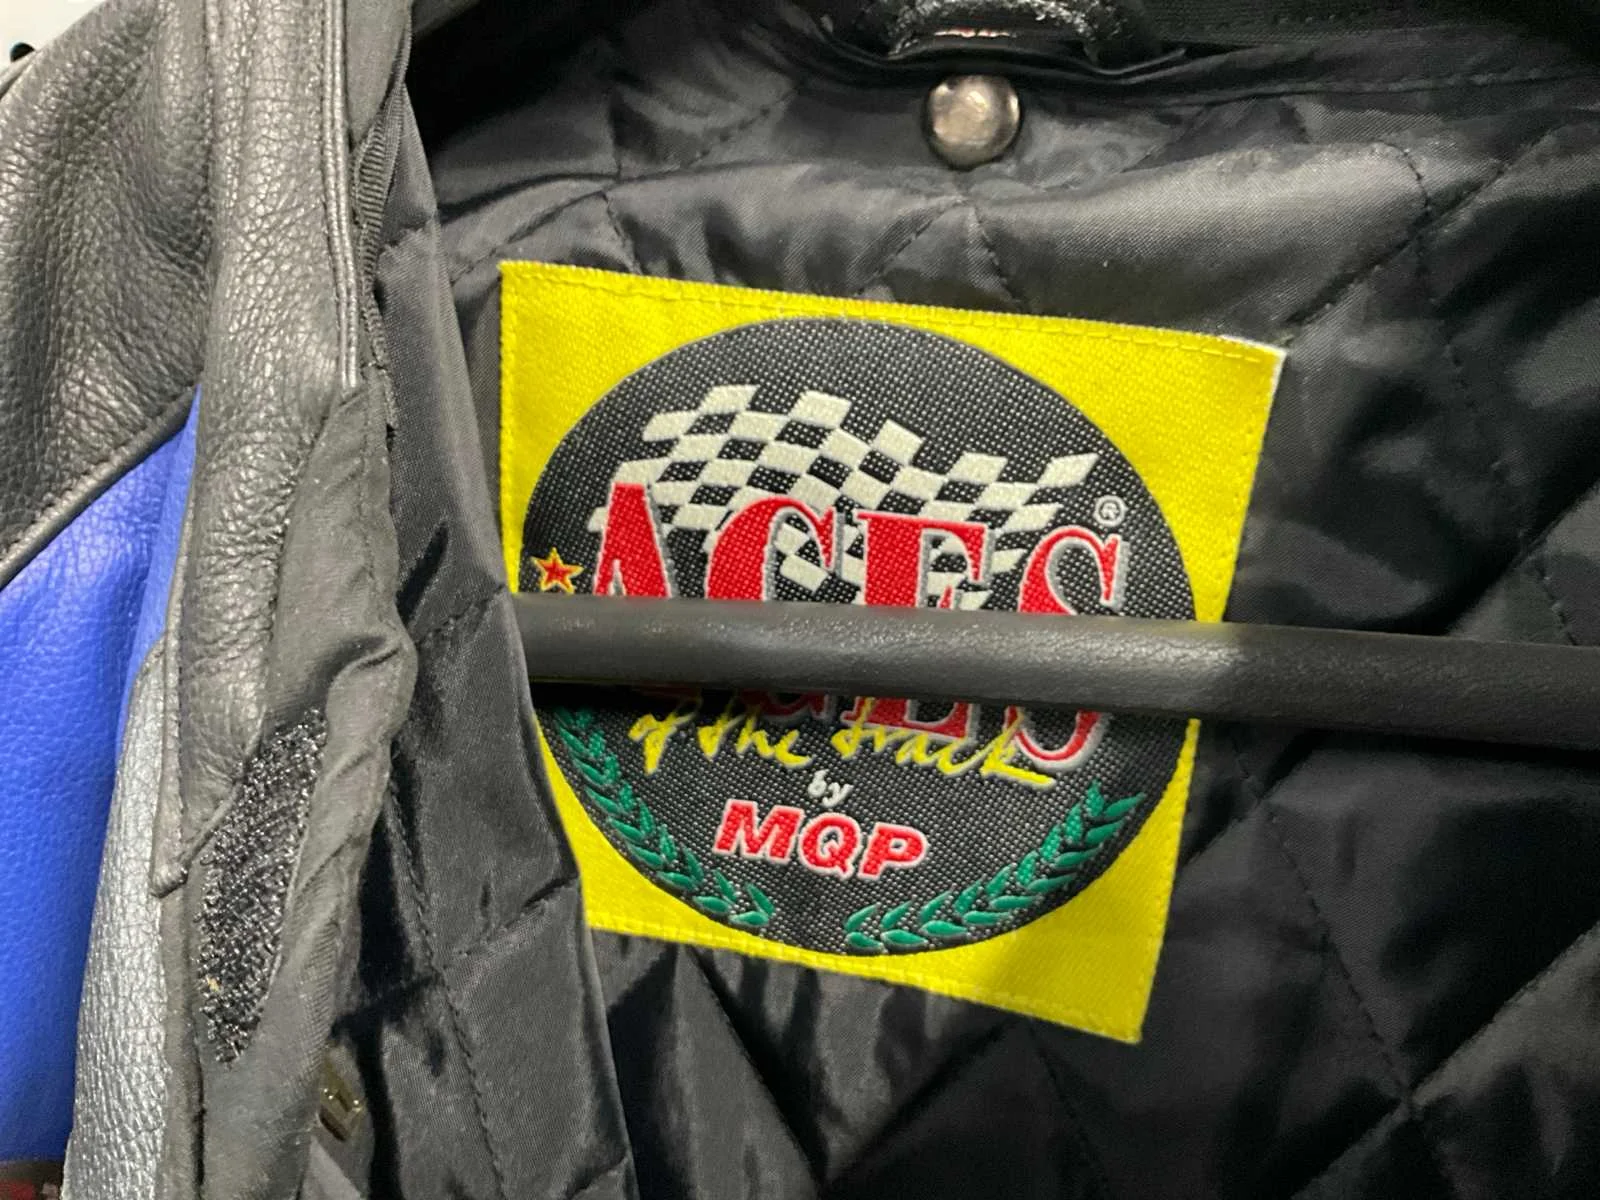 ACES ®
of the track
by
MQP